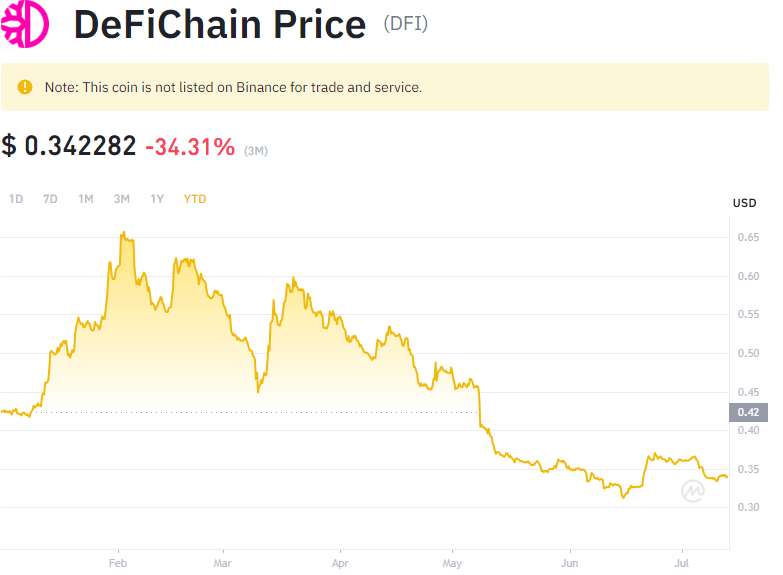 DeFiChain Price (DFI)
Note: This coin is not listed on Binance for trade and service.
$ 0.342282 -34.31% (3M)
1D 7D 1M 3M 1Y YTD
USD
0.65
0.60
0.55
0.50
0.45
0.42
0.40
0.35
0.30
Feb Mar Apr May Jun Jul